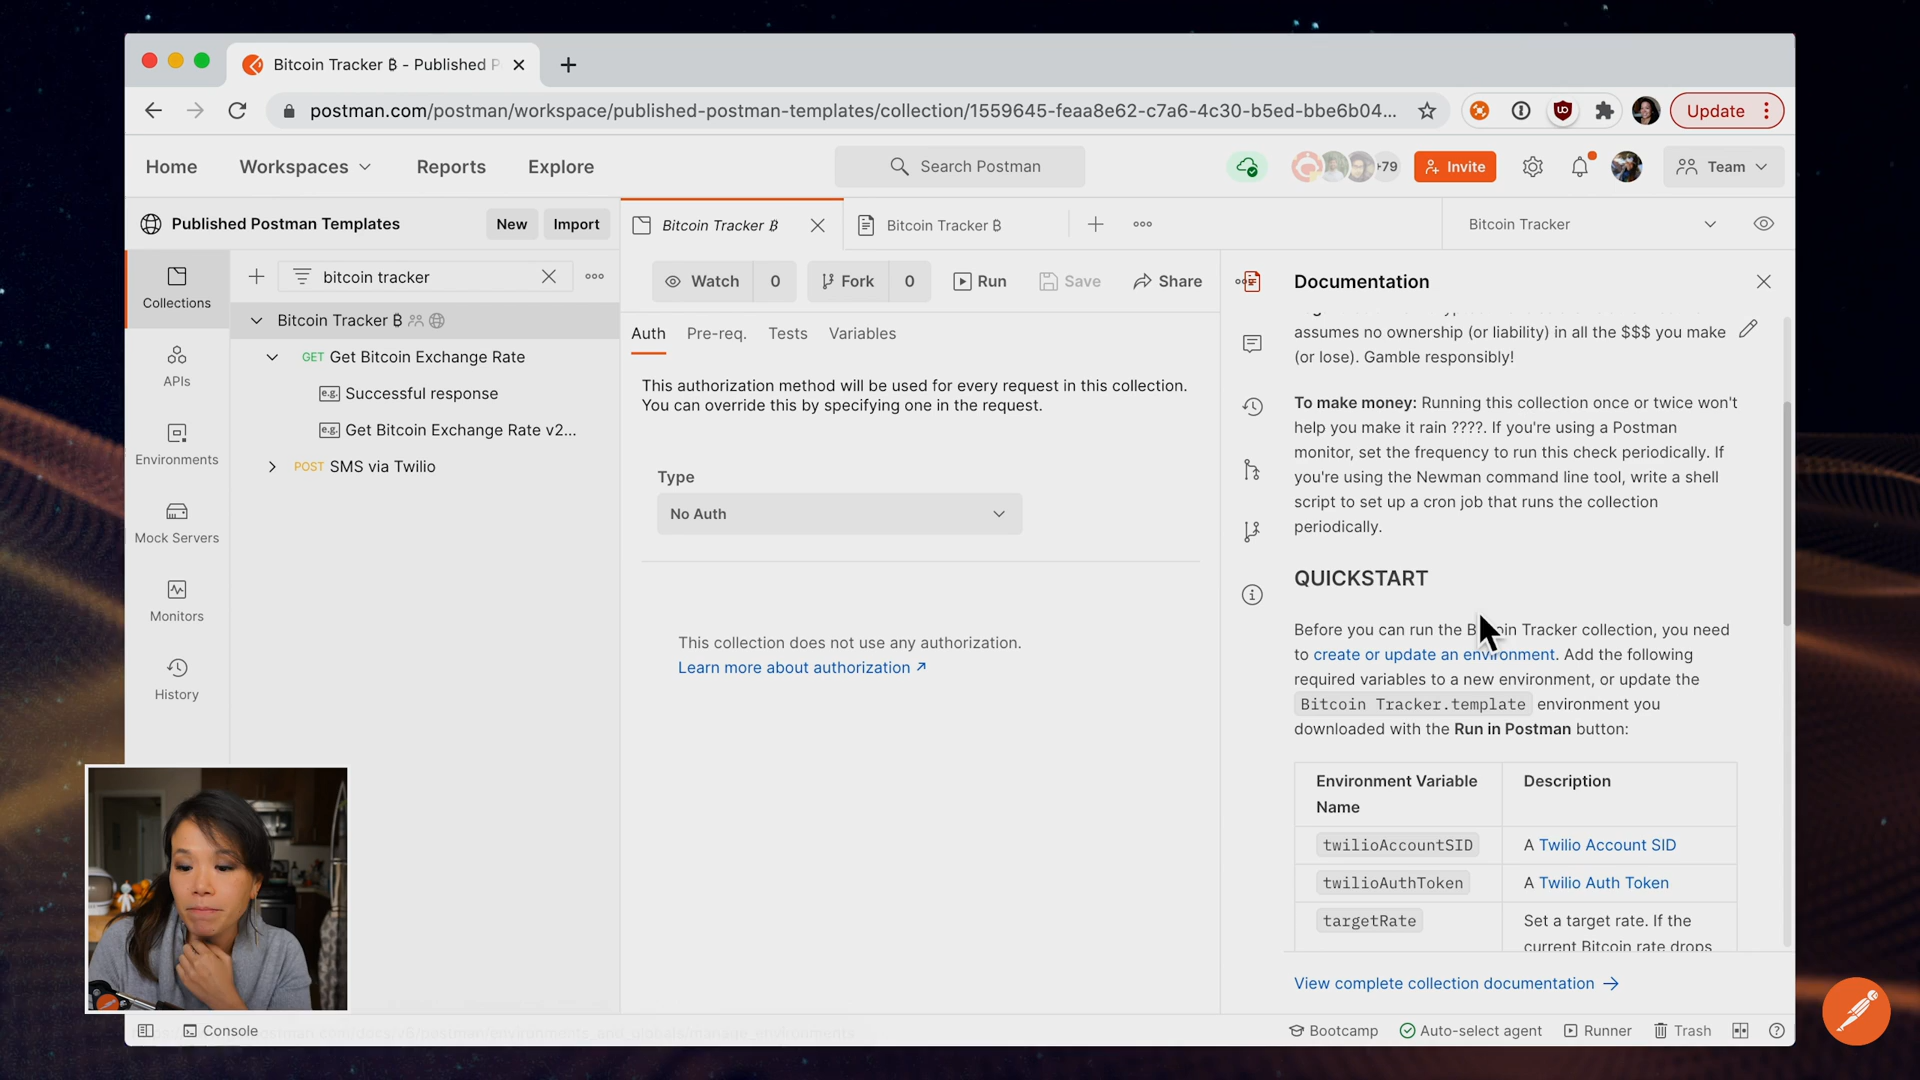 Bitcoin Tracker ₿ - Published P
postman.com/postman/workspace/published-postman-templates/collection/1559645-feaa8e62-c7a6-4c30-b5ed-bbe6b04...
Update
Home
Workspaces
Reports
Explore
Search Postman
+79
Invite
Team
Published Postman Templates
New
Import
Bitcoin Tracker ₿
Bitcoin Tracker ₿
Bitcoin Tracker
Collections
APIs
Environments
Mock Servers
Monitors
History
bitcoin tracker
Bitcoin Tracker ₿
GET Get Bitcoin Exchange Rate
e.g. Successful response
e.g. Get Bitcoin Exchange Rate v2...
POST SMS via Twilio
Watch 0
Fork 0
Run
Save
Share
Auth
Pre-req.
Tests
Variables
This authorization method will be used for every request in this collection.
You can override this by specifying one in the request.
Type
No Auth
This collection does not use any authorization.
Learn more about authorization ↗
Documentation
assumes no ownership (or liability) in all the $$$ you make
(or lose). Gamble responsibly!
To make money: Running this collection once or twice won't
help you make it rain ????. If you're using a Postman
monitor, set the frequency to run this check periodically. If
you're using the Newman command line tool, write a shell
script to set up a cron job that runs the collection
periodically.
QUICKSTART
Before you can run the Bitcoin Tracker collection, you need
to create or update an environment. Add the following
required variables to a new environment, or update the
Bitcoin Tracker.template environment you
downloaded with the Run in Postman button:
Environment Variable
Name
Description
twilioAccountSID
A Twilio Account SID
twilioAuthToken
A Twilio Auth Token
targetRate
Set a target rate. If the
current Bitcoin rate drops
View complete collection documentation →
Console
Bootcamp
Auto-select agent
Runner
Trash